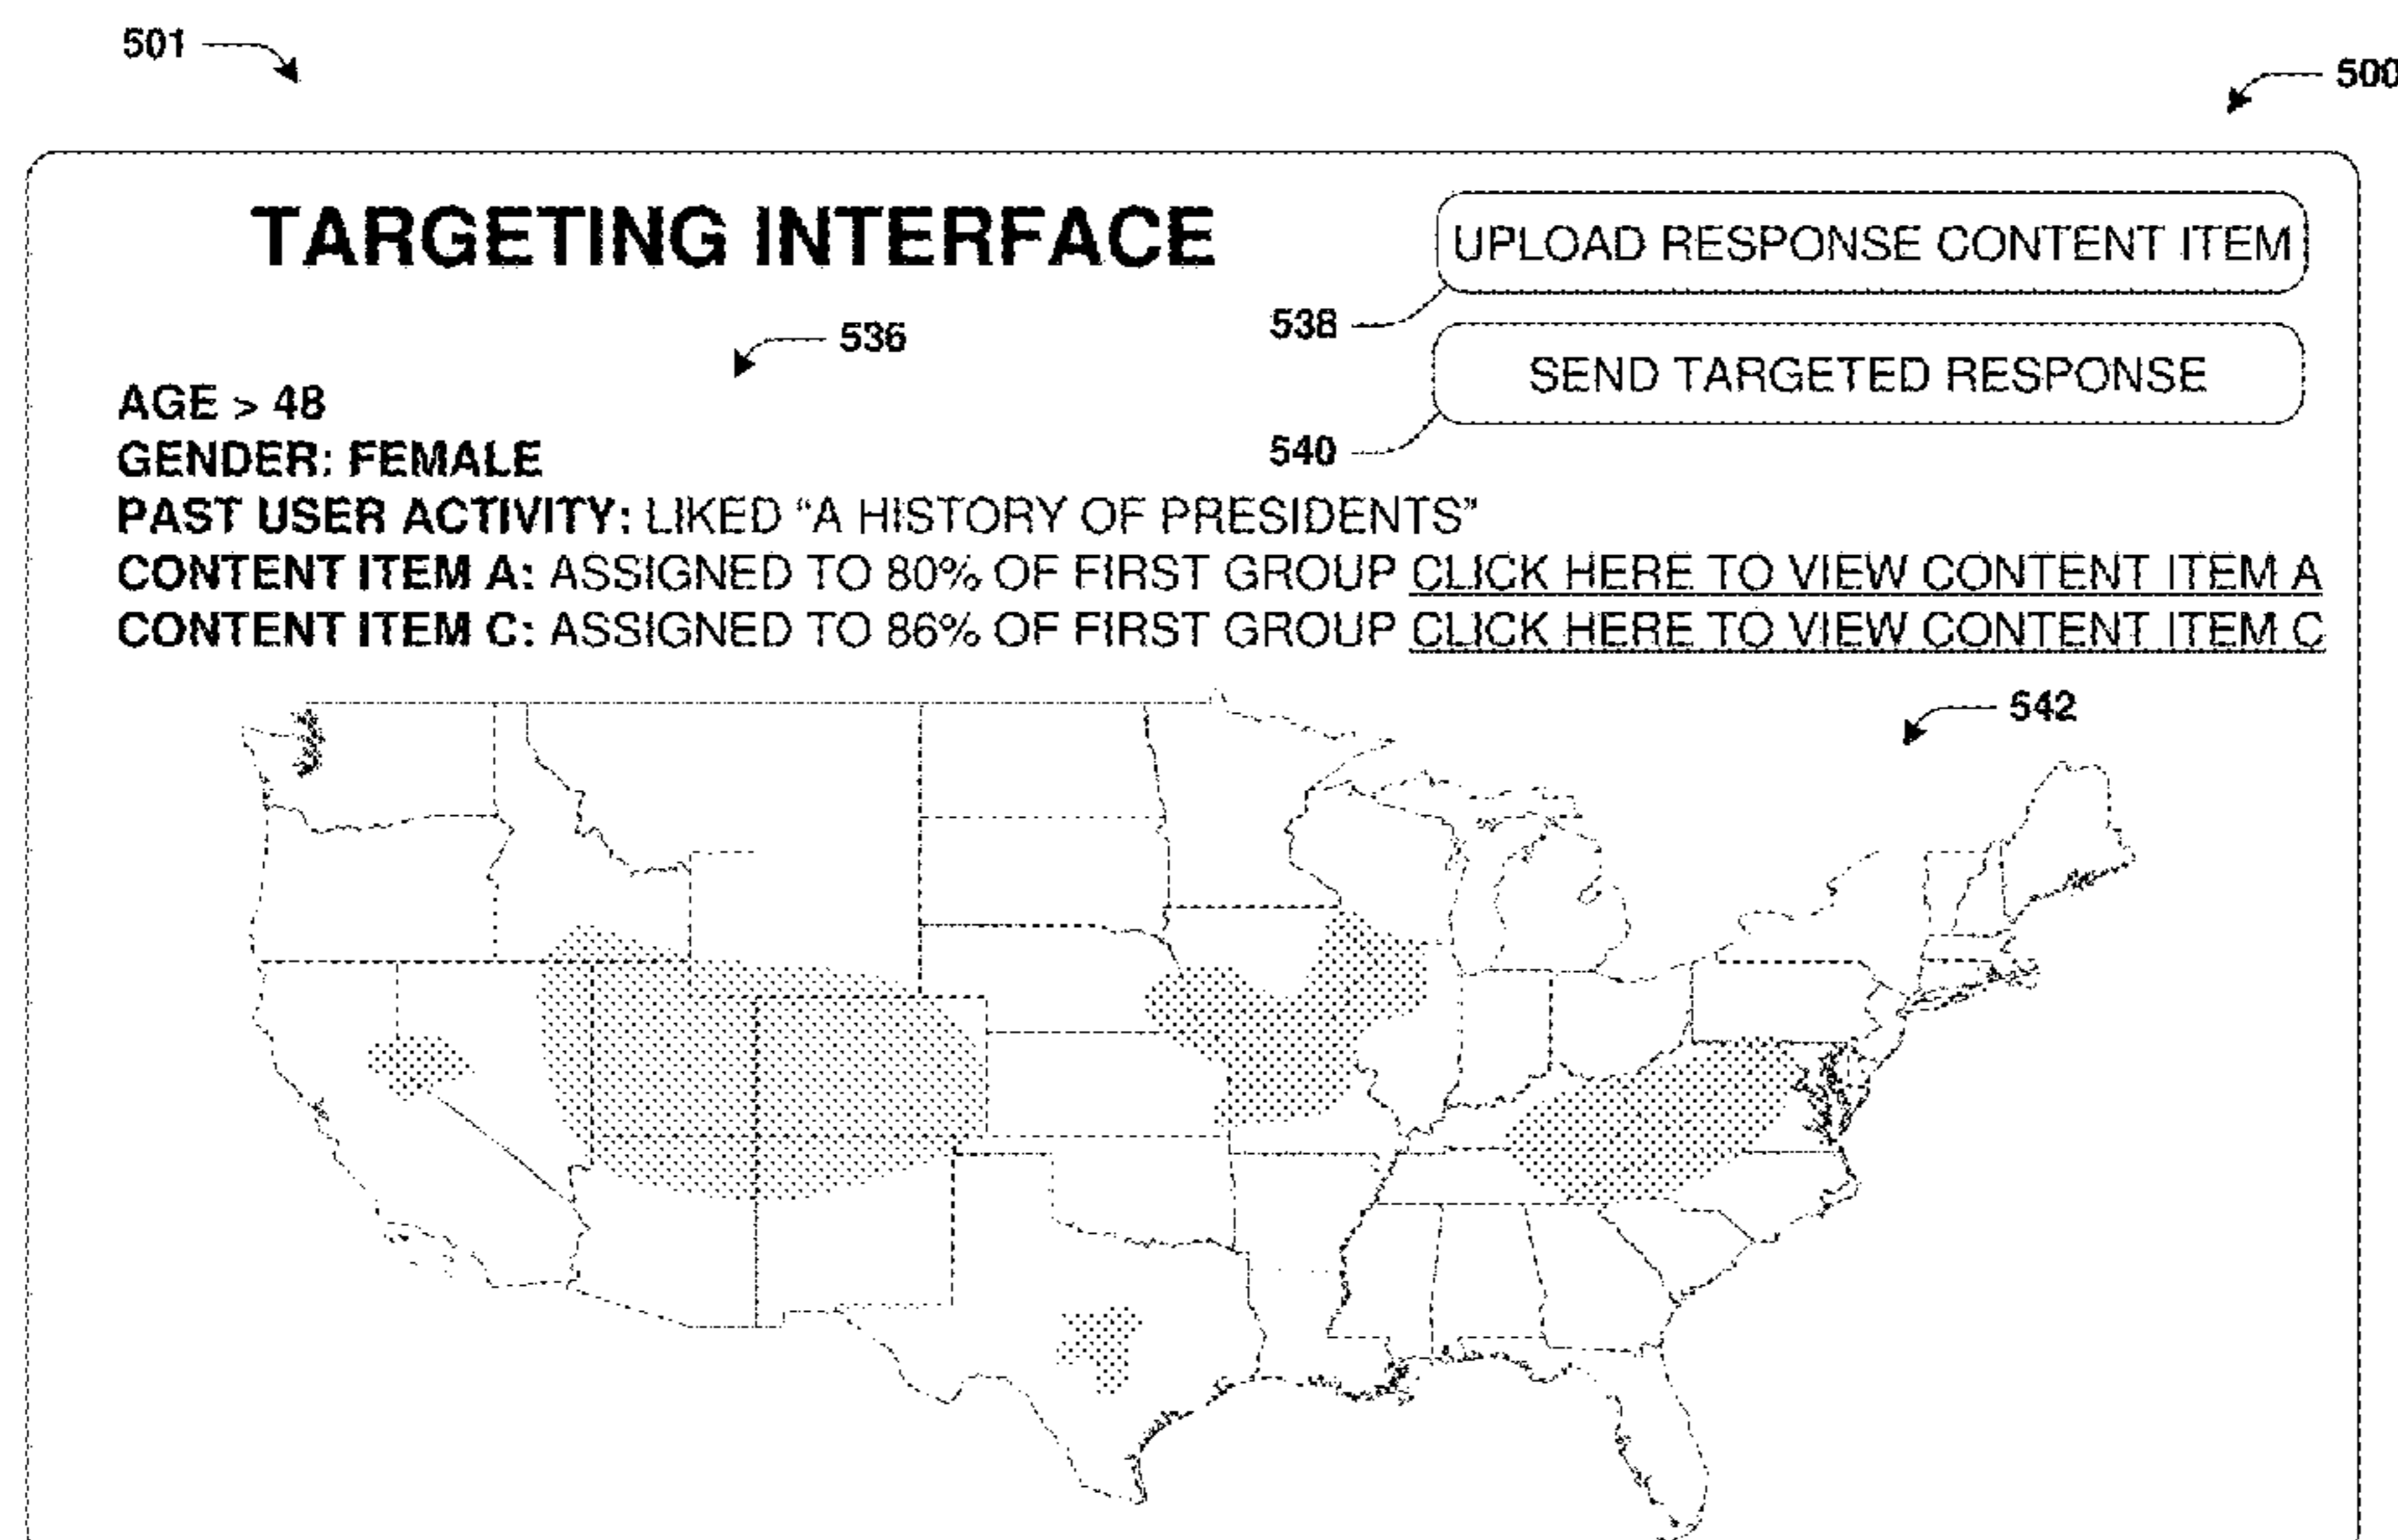 501
500
TARGETING INTERFACE
UPLOAD RESPONSE CONTENT ITEM
538
536
SEND TARGETED RESPONSE
540
AGE > 48
GENDER: FEMALE
PAST USER ACTIVITY: LIKED “A HISTORY OF PRESIDENTS”
CONTENT ITEM A: ASSIGNED TO 80% OF FIRST GROUP CLICK HERE TO VIEW CONTENT ITEM A
CONTENT ITEM C: ASSIGNED TO 86% OF FIRST GROUP CLICK HERE TO VIEW CONTENT ITEM C
542